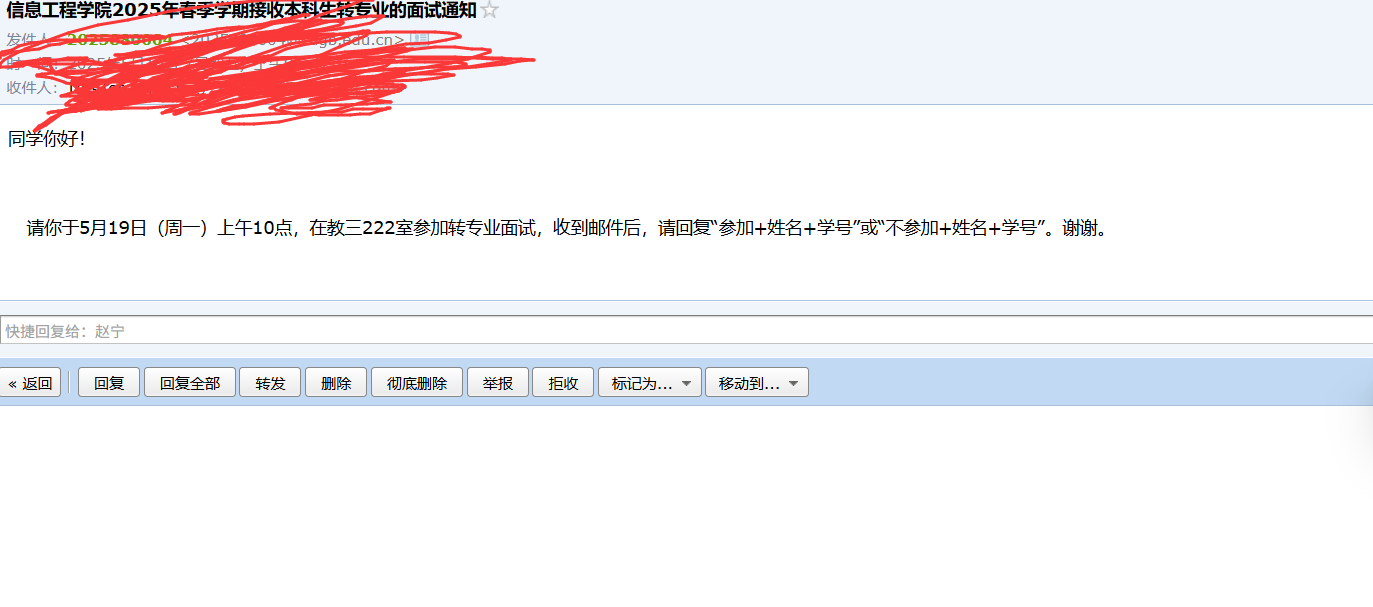 信息工程学院2025年春季学期接收本科生转专业的面试通知
发件人
收件人：
同学你好！
请你于5月19日（周一）上午10点，在教三222室参加转专业面试，收到邮件后，请回复“参加+姓名+学号”或“不参加+姓名+学号”。谢谢。
快捷回复给：赵宁
« 返回 回复 回复全部 转发 删除 彻底删除 举报 拒收 标记为... 移动到...